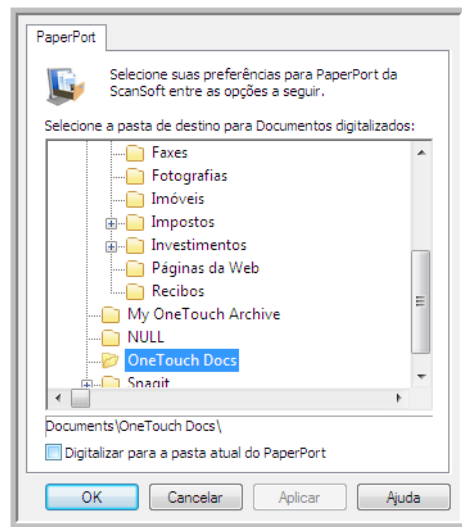 PaperPort
Selecione suas preferências para PaperPort da
ScanSoft entre as opções a seguir.
Selecione a pasta de destino para Documentos digitalizados:
Faxes
Fotografias
Imóveis
Impostos
Investimentos
Páginas da Web
Recibos
My OneTouch Archive
NULL
OneTouch Docs
Snagit
Documents\OneTouch Docs\
Digitalizar para a pasta atual do PaperPort
OK Cancelar Aplicar Ajuda